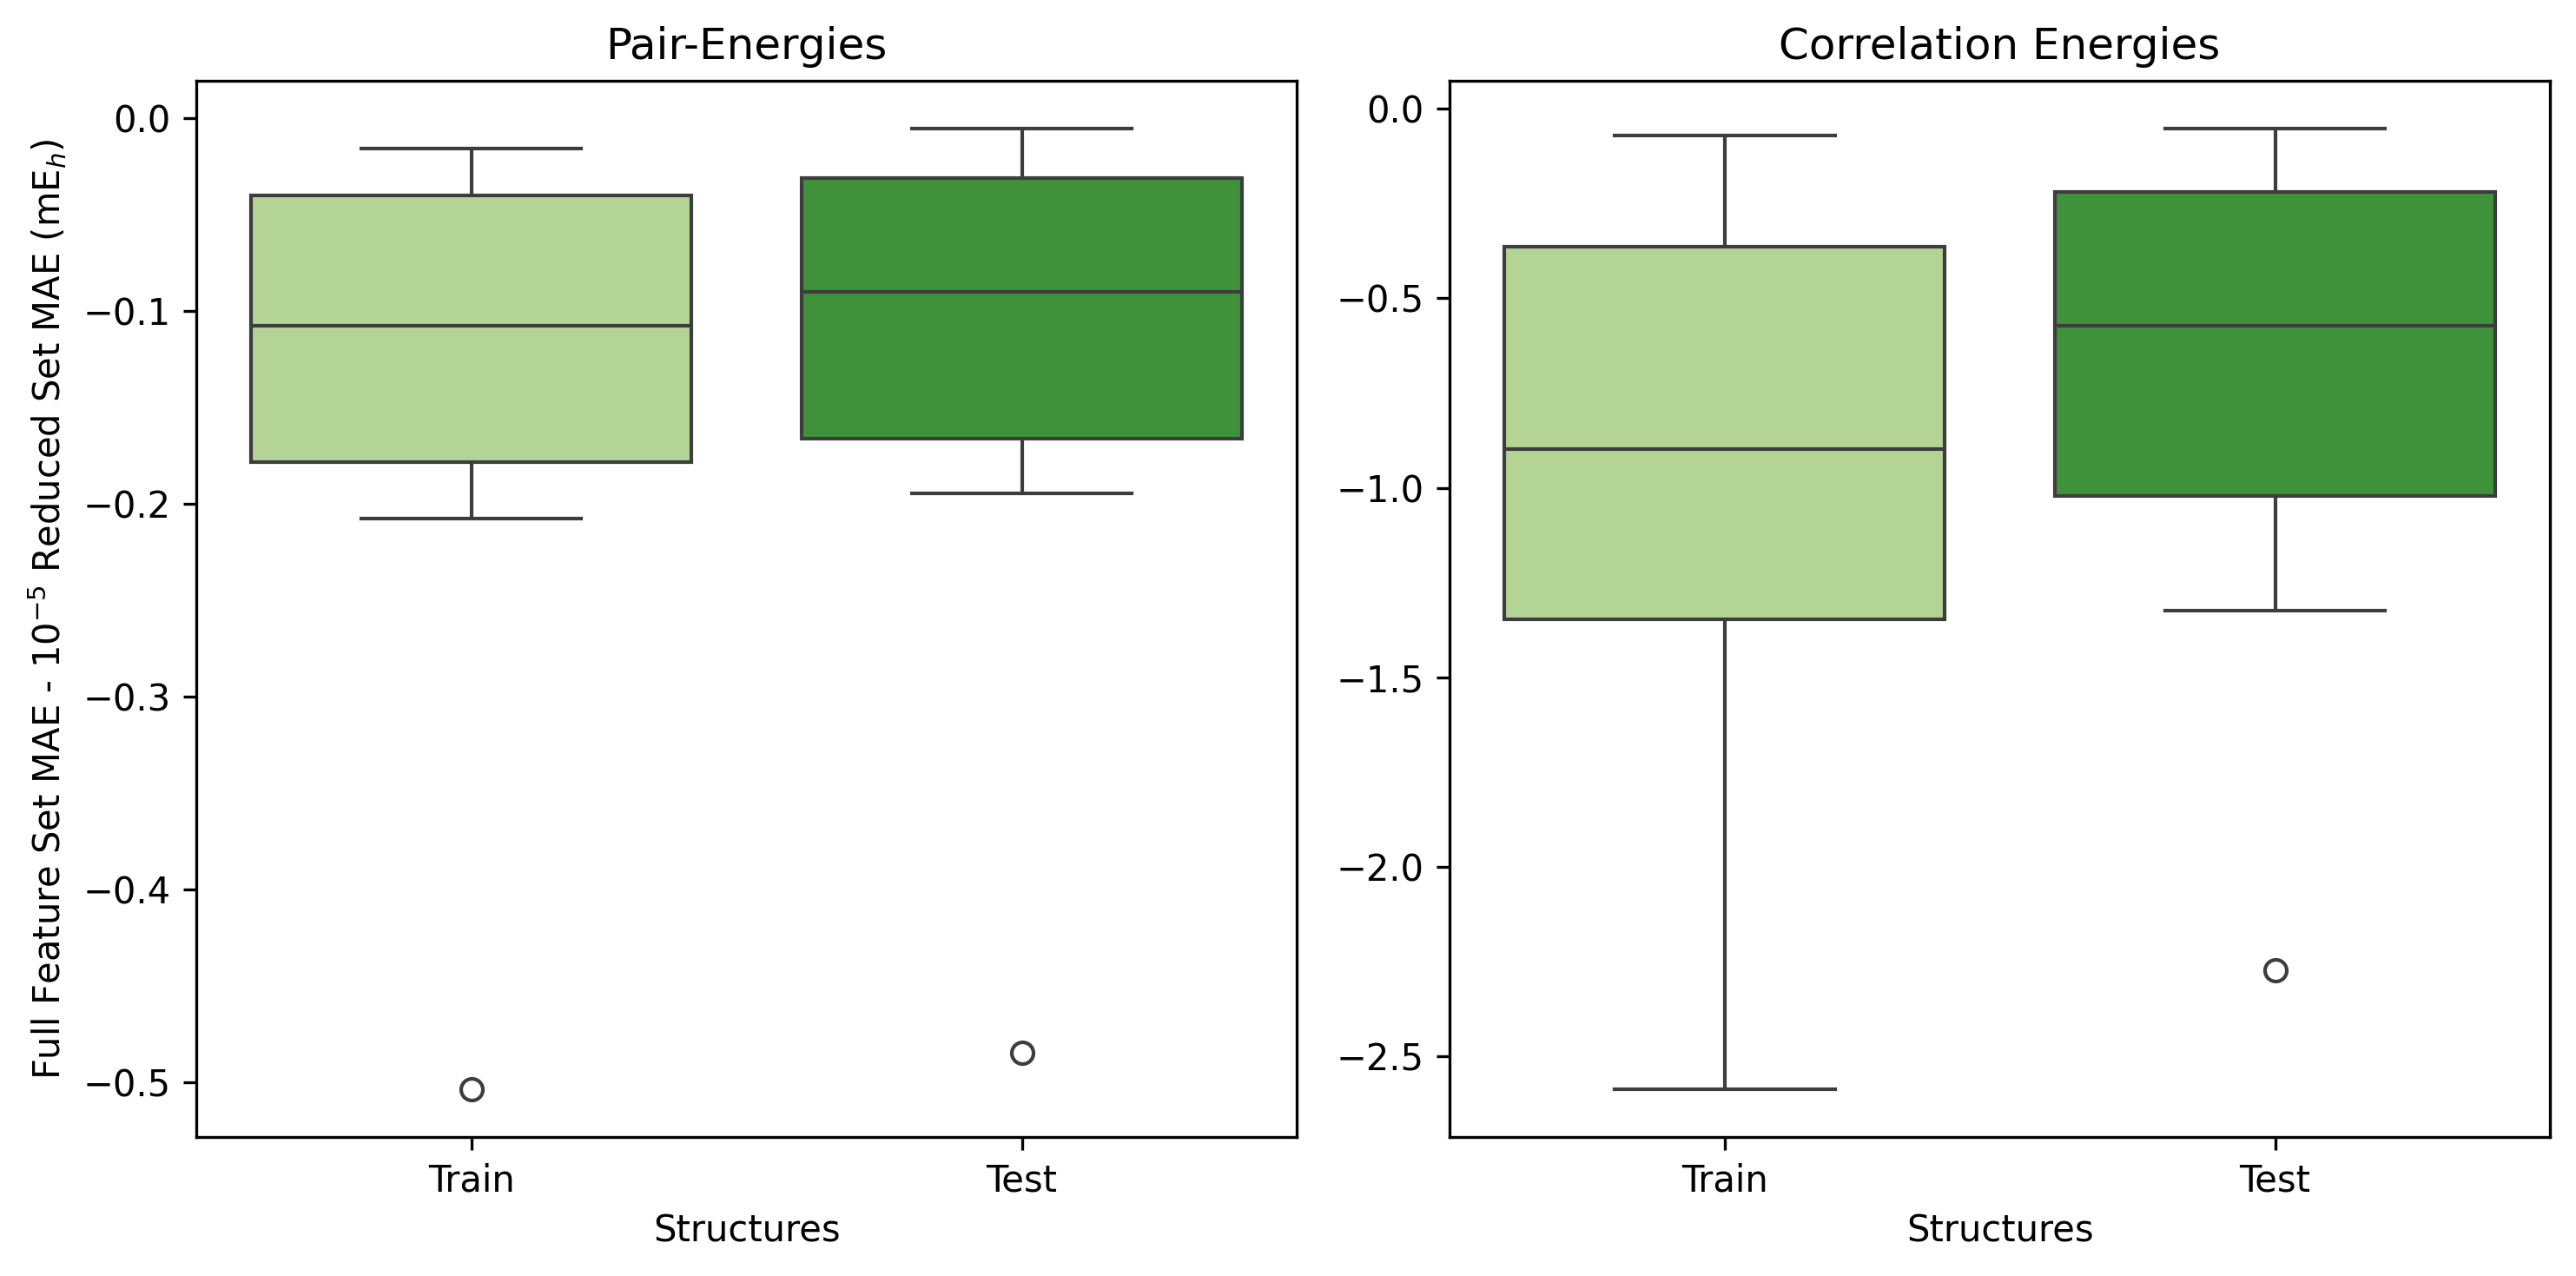 Pair-Energies
Full Feature Set MAE - 10⁻⁵ Reduced Set MAE (mEₕ)
0.0
−0.1
−0.2
−0.3
−0.4
−0.5
Train
Test
Structures
Correlation Energies
0.0
−0.5
−1.0
−1.5
−2.0
−2.5
Train
Test
Structures